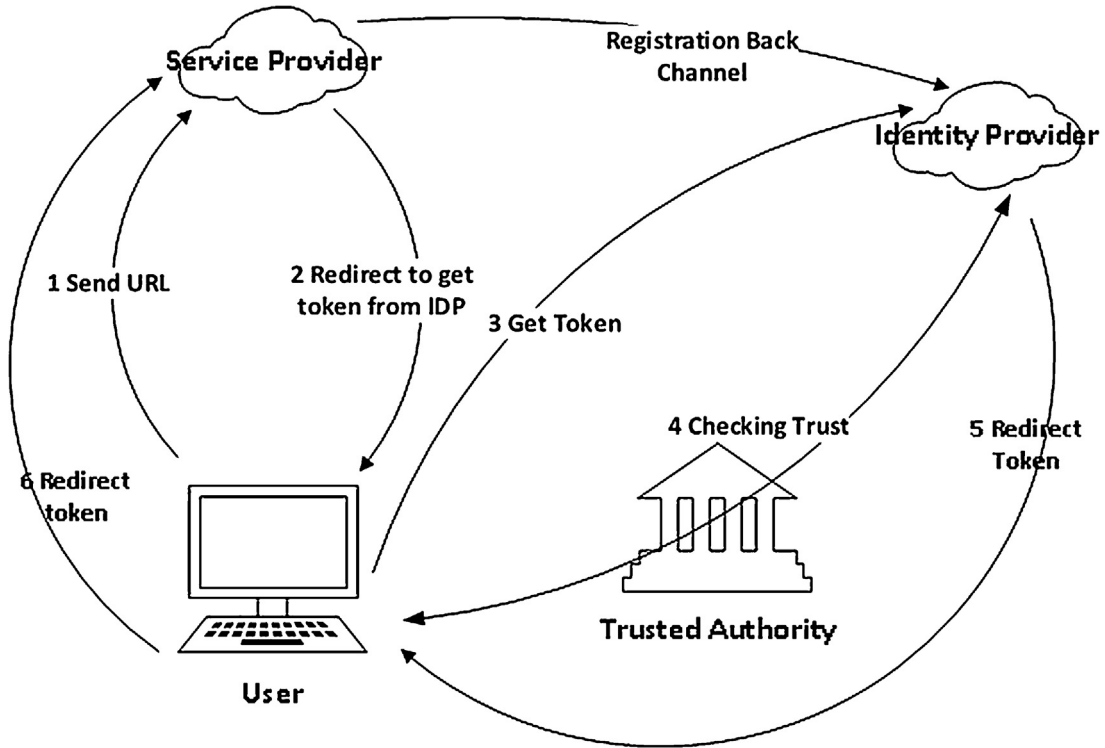 Service Provider
Registration Back
Channel
Identity Provider
1 Send URL
2 Redirect to get
token from IDP
3 Get Token
4 Checking Trust
5 Redirect
Token
6 Redirect
token
Trusted Authority
User